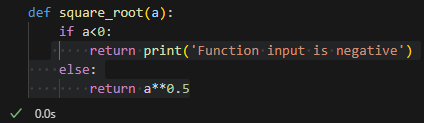 def square_root(a):
    if a<0:
        return print('Function input is negative')
    else:
        return a**0.5
0.0s